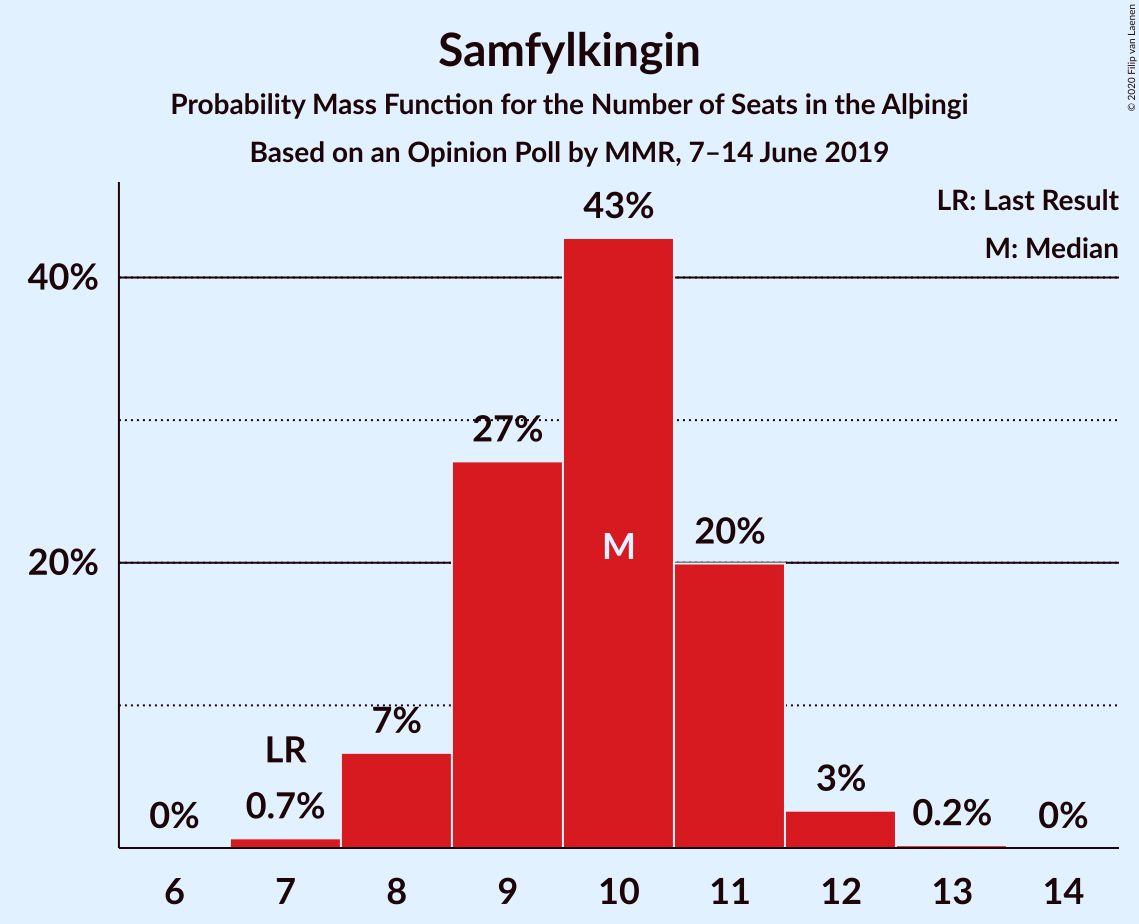 Samfylkingin
Probability Mass Function for the Number of Seats in the Alþingi
Based on an Opinion Poll by MMR, 7–14 June 2019
© 2020 Filip van Laenen
LR: Last Result
M: Median
43%
40%
27%
M
20%
20%
7%
LR
0%
0.7%
3%
0.2%
0%
6 7 8 9 10 11 12 13 14